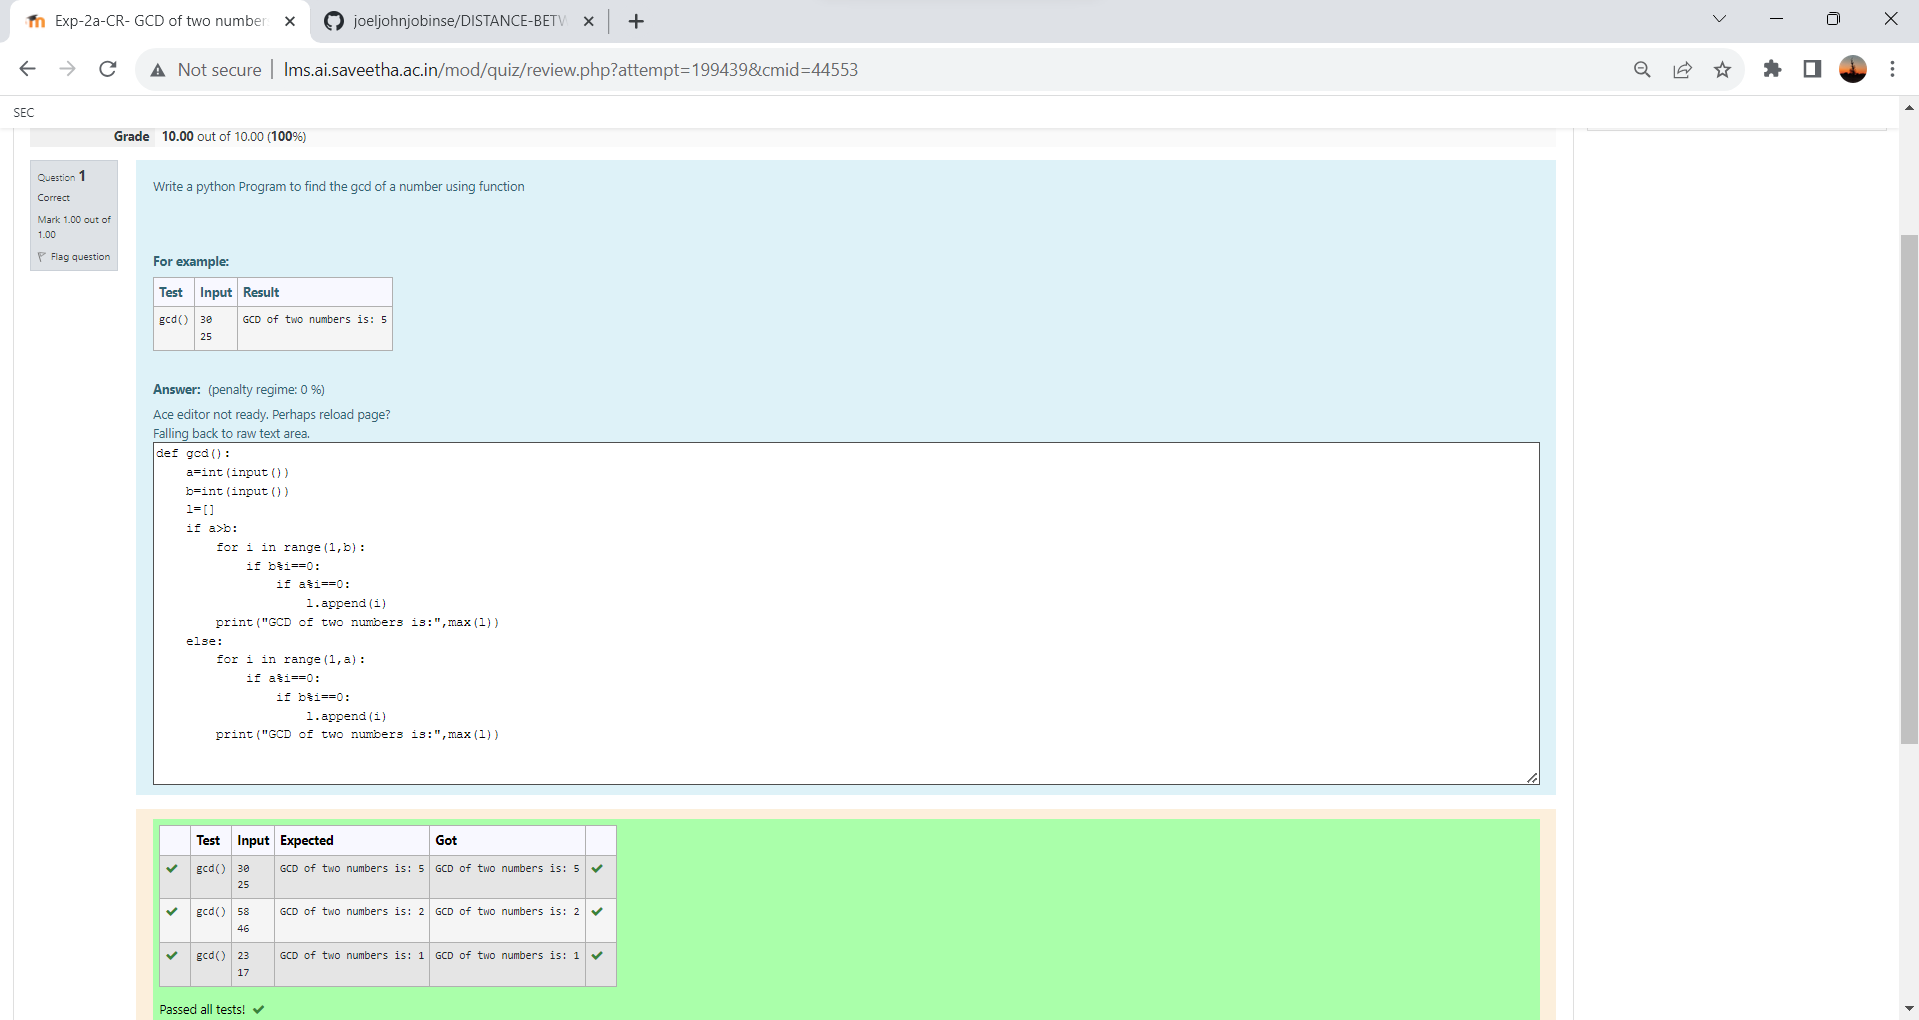 Exp-2a-CR- GCD of two number
joeljohnjobinse/DISTANCE-BETW
Not secure
lms.ai.saveetha.ac.in/mod/quiz/review.php?attempt=199439&cmid=44553
SEC
Grade 10.00 out of 10.00 (100%)
Question 1
Correct
Mark 1.00 out of
1.00
Flag question
Write a python Program to find the gcd of a number using function
For example:
Test Input Result
gcd() 30 GCD of two numbers is: 5
25
Answer: (penalty regime: 0 %)
Ace editor not ready. Perhaps reload page?
Falling back to raw text area.
def gcd():
    a=int(input())
    b=int(input())
    l=[]
    if a>b:
        for i in range(1,b):
            if b%i==0:
                if a%i==0:
                    l.append(i)
        print("GCD of two numbers is:",max(l))
    else:
        for i in range(1,a):
            if a%i==0:
                if b%i==0:
                    l.append(i)
        print("GCD of two numbers is:",max(l))
Test Input Expected Got
gcd() 30 GCD of two numbers is: 5 GCD of two numbers is: 5
25
gcd() 58 GCD of two numbers is: 2 GCD of two numbers is: 2
46
gcd() 23 GCD of two numbers is: 1 GCD of two numbers is: 1
17
Passed all tests!